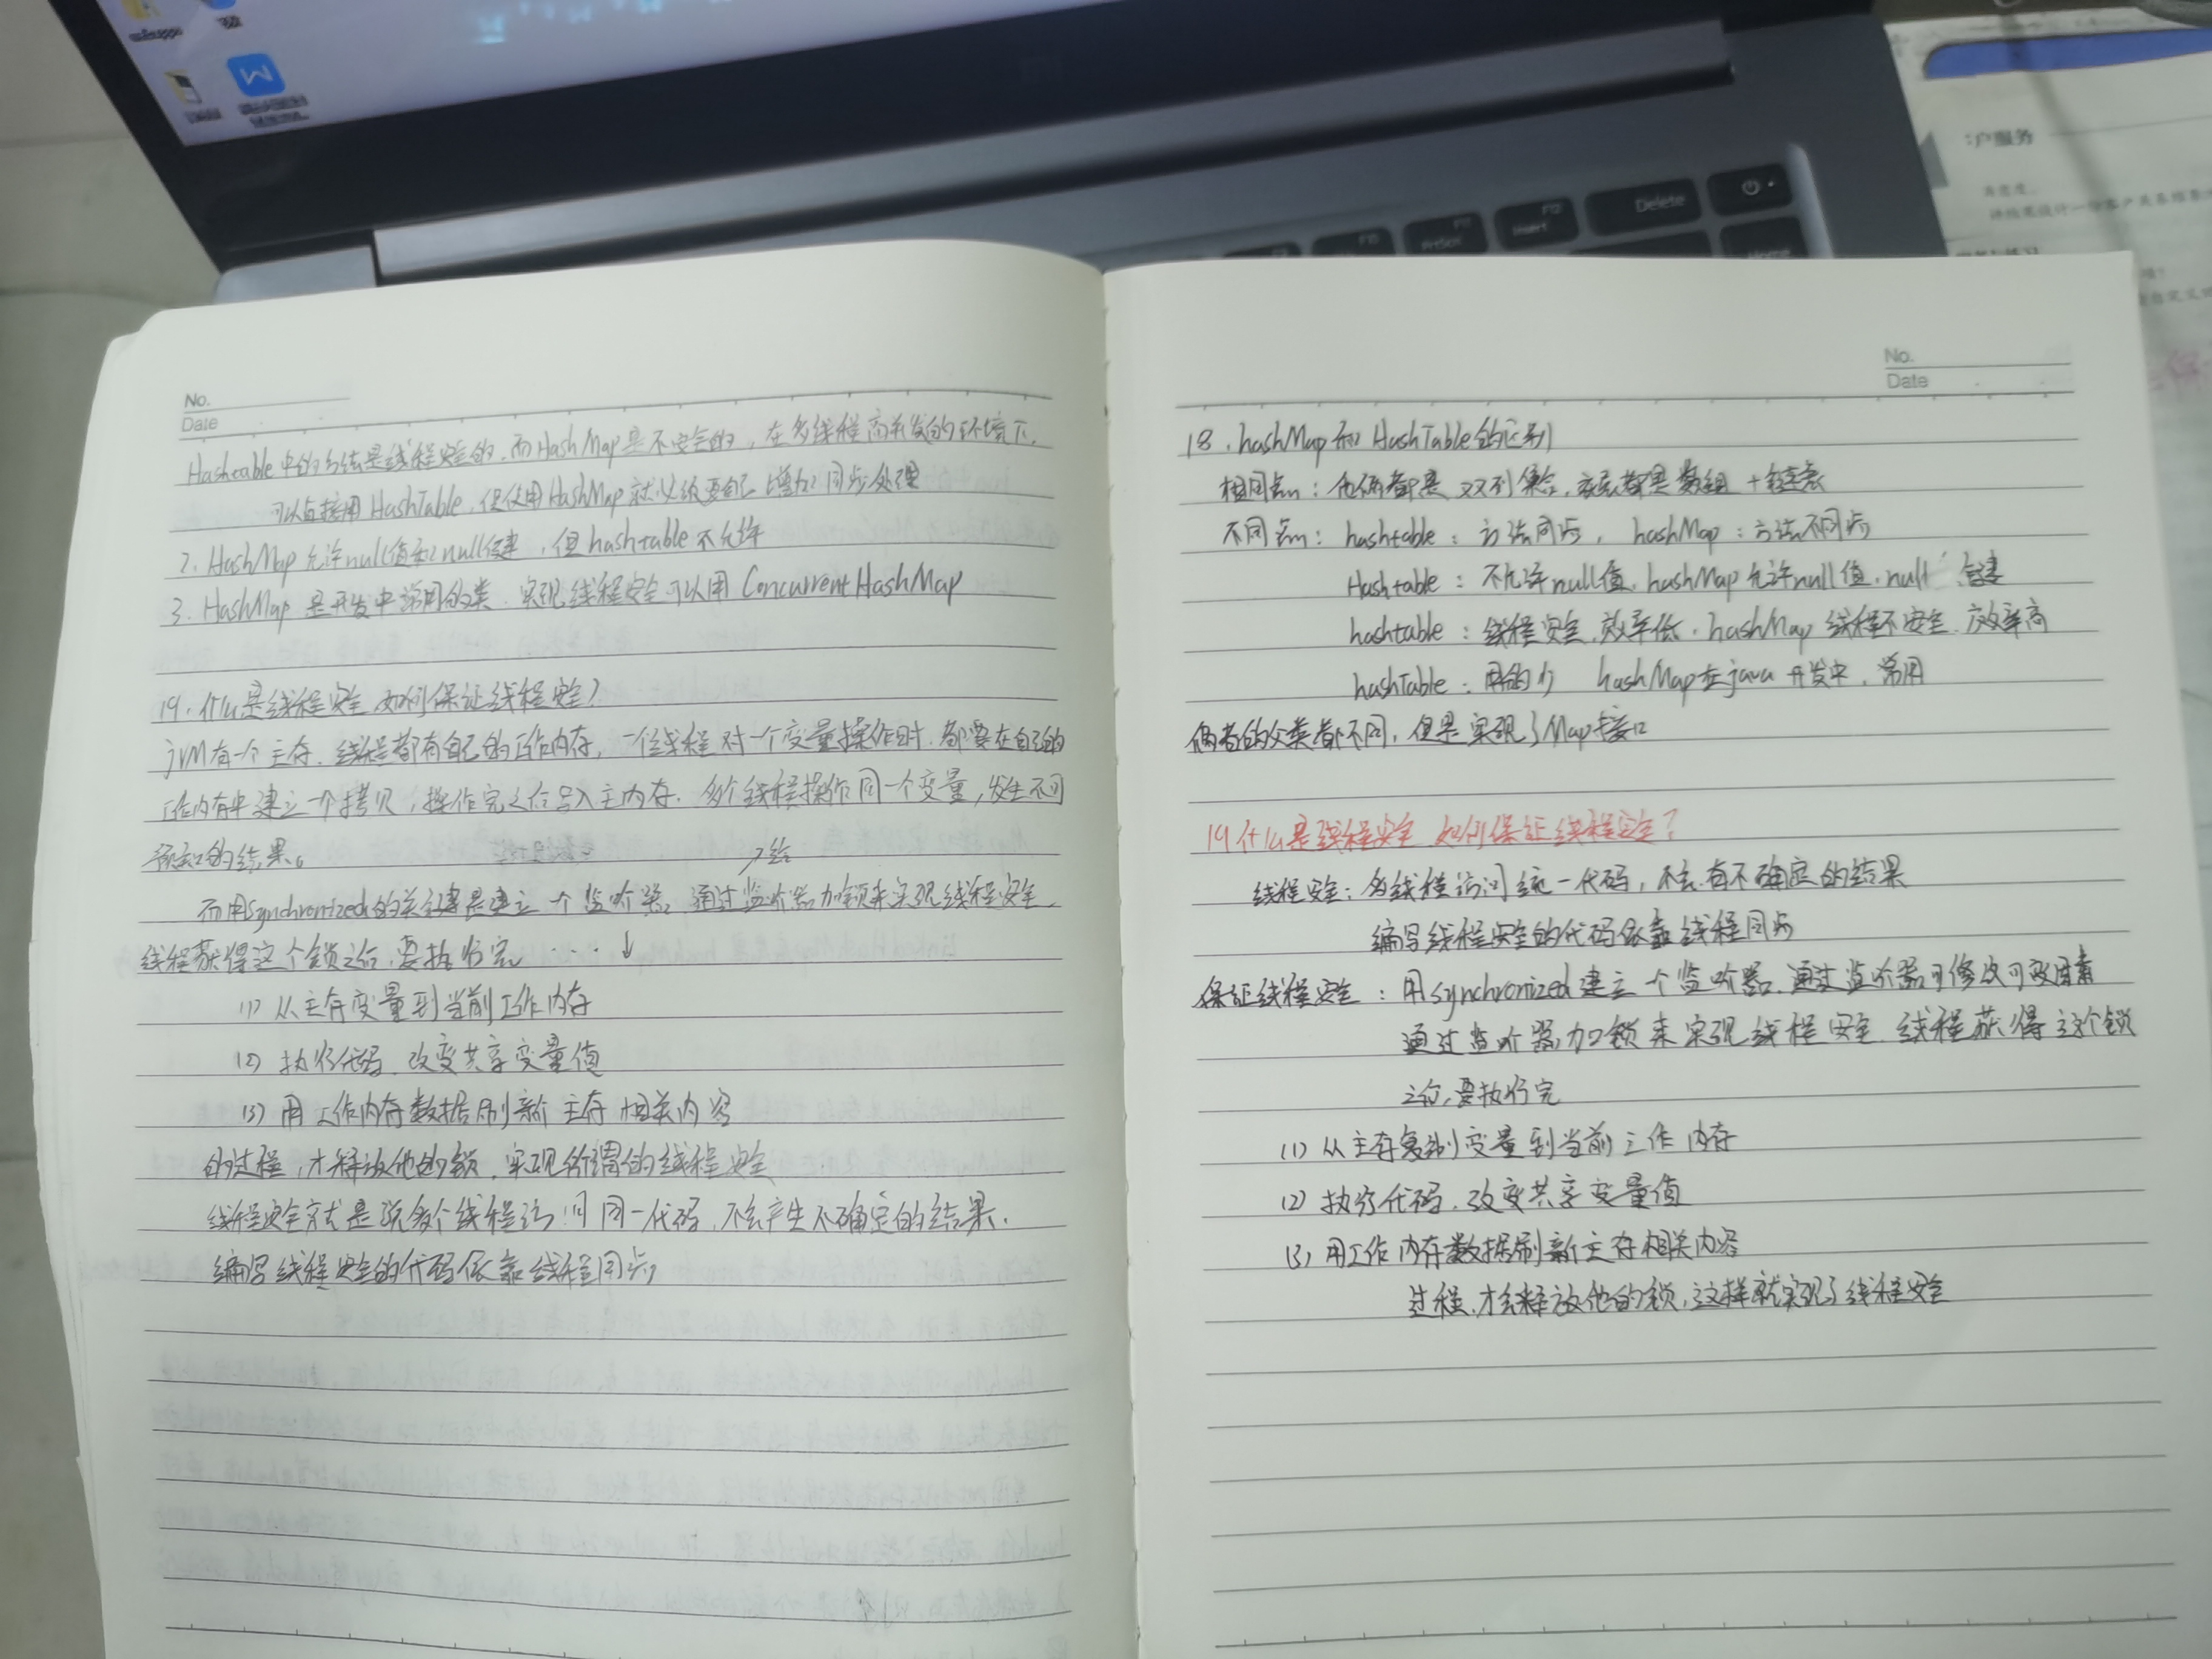 No.
Date
Hashtable中的方法是线程安全的,而HashMap是不安全的,在多线程高并发的环境下,
可以直接用HashTable,但使用HashMap就必须要自己增加同步处理
2. HashMap允许null值和null键,但hashtable不允许
3. HashMap是开发中常用的类.实现线程安全可以用ConcurrentHashMap
19.什么是线程安全 如何保证线程安全?
jVM有一个主存.线程都有自己的工作内存,一个线程对一个变量操作时.都要在自己的
工作内存中建立一个拷贝,操作完之后写入主内存.多个线程操作同一个变量,发生不可
预知的结果。
而用Synchronized的关键是建立一个监听器,通过监听器加锁来实现线程安全.
线程获得这个锁之后,要执行完 ... ↓
(1) 从主存变量到当前工作内存
(2) 执行代码.改变共享变量值
(3) 用工作内存数据刷新主存相关内容
的过程,才释放他的锁.实现所谓的线程安全
线程安全就是说多个线程访问同一代码.不会产生不确定的结果.
编写线程安全的代码依靠线程同步,
No.
Date
18.hashMap和HashTable的区别
相同点:他俩都是双列集合,底层都是数组+链表
不同点:hashtable:方法同步,hashMap:方法不同步
Hashtable:不允许null值.hashMap允许null值.null键
hashtable:线程安全.效率低.hashMap线程不安全.效率高
hashTable:用的少 hashMap在java开发中.常用
俩者的父类都不同,但是实现了Map接口
19什么是线程安全 如何保证线程安全?
线程安全:多线程访问统一代码,不会有不确定的结果
编写线程安全的代码依靠线程同步
保证线程安全:用Synchronized建立一个监听器.通过监听器可修改可变因素
通过监听器加锁来实现线程安全.线程获得这个锁
之后,要执行完
(1) 从主存复制变量到当前工作内存
(2) 执行代码.改变共享变量值
(3) 用工作内存数据刷新主存相关内容
过程.才会释放他的锁.这样就实现了线程安全
Delete
Insert
PrtSc
Home
户服务